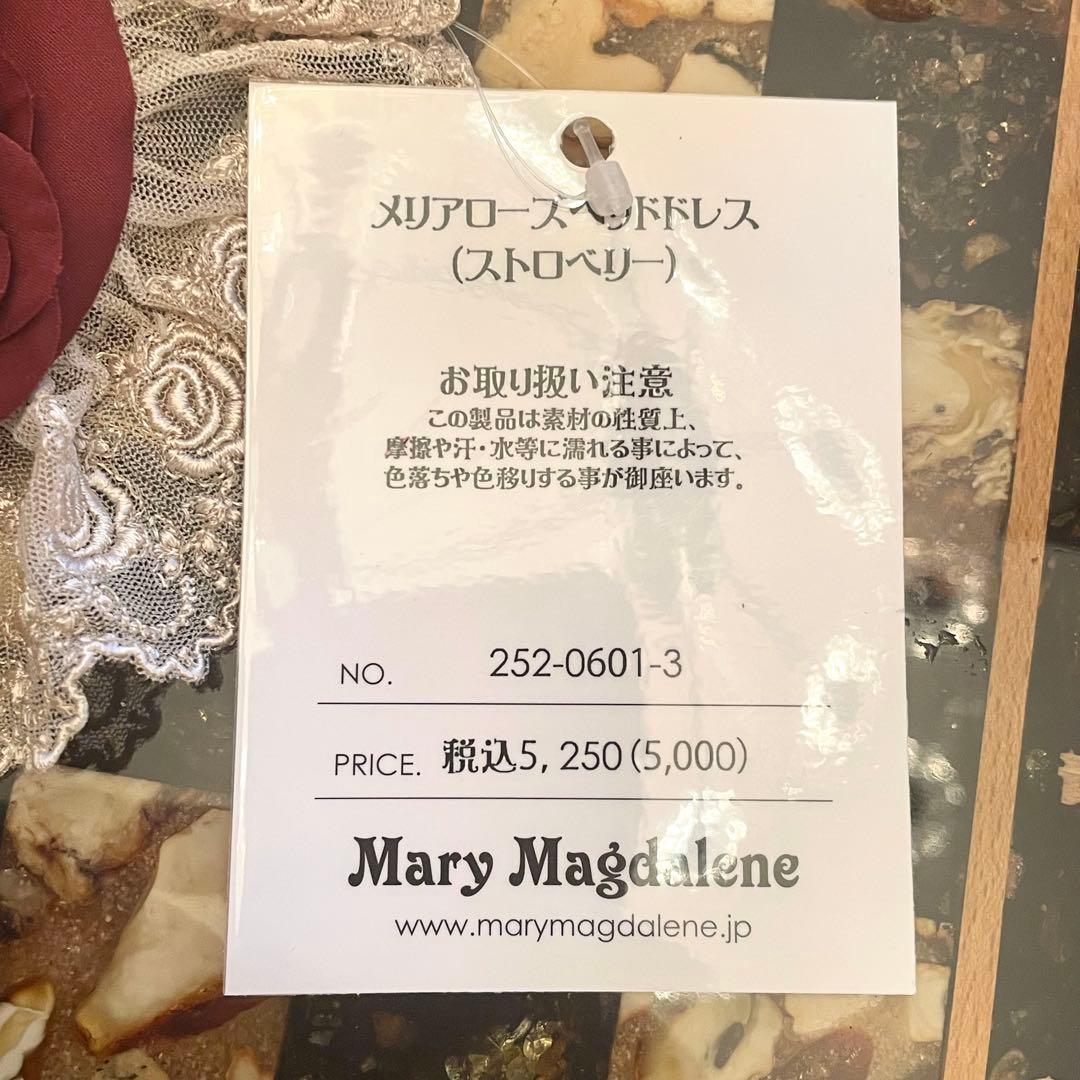 メリアローズヘッドドレス
(ストロベリー)
お取り扱い注意
この製品は素材の性質上、
摩擦や汗・水等に濡れる事によって、
色落ちや色移りする事が御座います。
NO. 252-0601-3
PRICE. 税込5,250(5,000)
Mary Magdalene
www.marymagdalene.jp